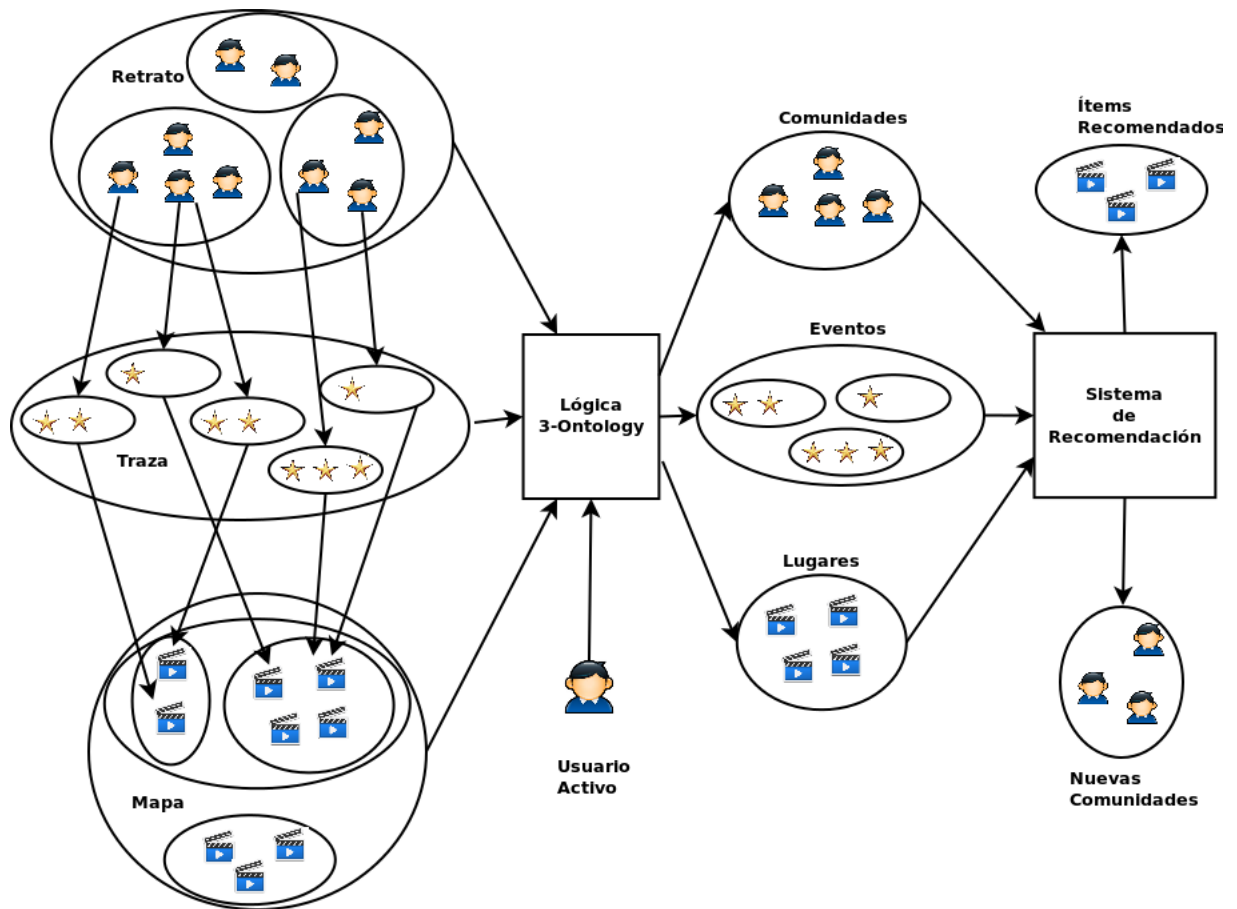 Retrato
Traza
Mapa
Lógica
3-Ontology
Usuario
Activo
Comunidades
Eventos
Lugares
Sistema
de
Recomendación
Ítems
Recomendados
Nuevas
Comunidades